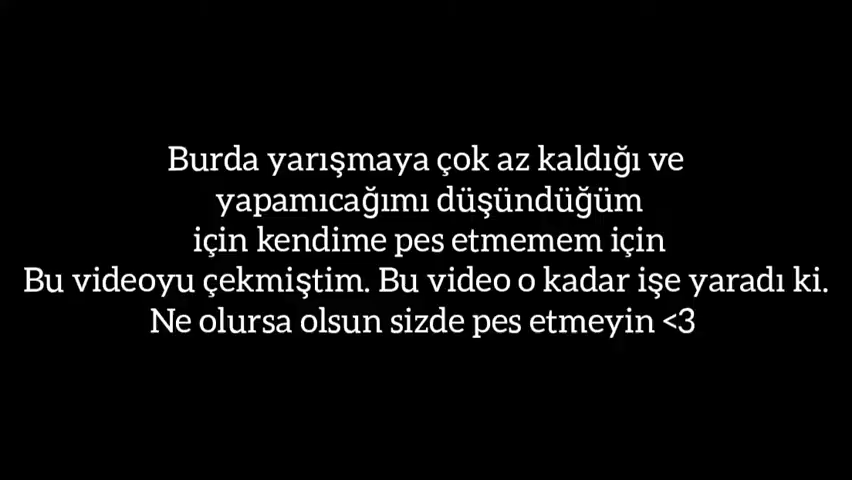 Burda yarışmaya çok az kaldığı ve
yapamıcağımı düşündüğüm
için kendime pes etmemem için
Bu videoyu çekmiştim. Bu video o kadar işe yaradı ki.
Ne olursa olsun sizde pes etmeyin <3